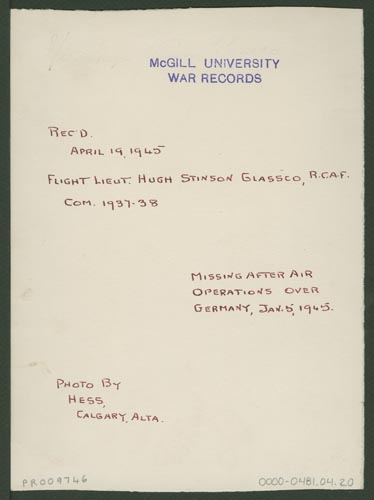 McGILL UNIVERSITY
WAR RECORDS
REC'D.
APRIL 19, 1945
FLIGHT LIEUT. HUGH STINSON GLASSCO, R.C.A.F.
COM. 1937-38
MISSING AFTER AIR
OPERATIONS OVER
GERMANY, JAN. 5, 1945.
PHOTO BY
HESS,
CALGARY, ALTA.
PR009746
0000-0481.04.20